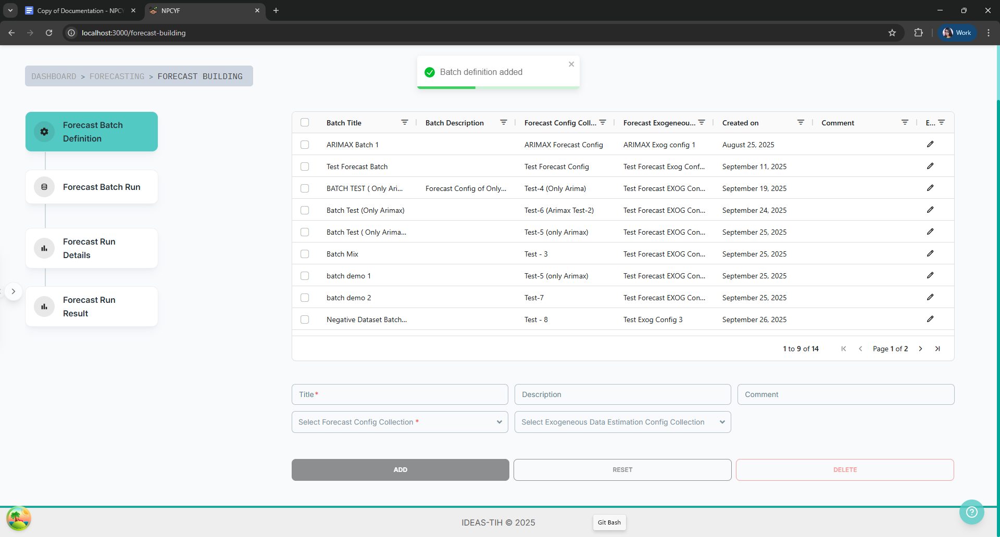 Copy of Documentation - NPCY
NPCYF
localhost:3000/forecast-building
Work
Batch definition added
DASHBOARD > FORECASTING > FORECAST BUILDING
Forecast Batch
Definition
Forecast Batch Run
Forecast Run
Details
Forecast Run
Result
Batch Title Batch Description Forecast Config Coll... Forecast Exogeneou... Created on Comment E...
ARIMAX Batch 1 ARIMAX Forecast Config ARIMAX Exog config 1 August 25, 2025
Test Forecast Batch Test Forecast Config Test Forecast Exog Conf... September 11, 2025
BATCH TEST ( Only Ari... Forecast Config of Only... Test-4 (Only Arima) Test Forecast EXOG Con... September 19, 2025
Batch Test (Only Arimax) Test-6 (Arimax Test-2) Test Forecast EXOG Con... September 24, 2025
Batch Test ( Only Arima... Test-5 (only Arimax) Test Forecast EXOG Con... September 25, 2025
Batch Mix Test - 3 Test Forecast EXOG Con... September 25, 2025
batch demo 1 Test-5 (only Arimax) Test Forecast EXOG Con... September 25, 2025
batch demo 2 Test-7 Test Forecast EXOG Con... September 25, 2025
Negative Dataset Batch... Test - 8 Test Exog Config 3 September 26, 2025
1 to 9 of 14 Page 1 of 2
Title* Description Comment
Select Forecast Config Collection * Select Exogeneous Data Estimation Config Collection
ADD RESET DELETE
IDEAS-TIH © 2025
Git Bash